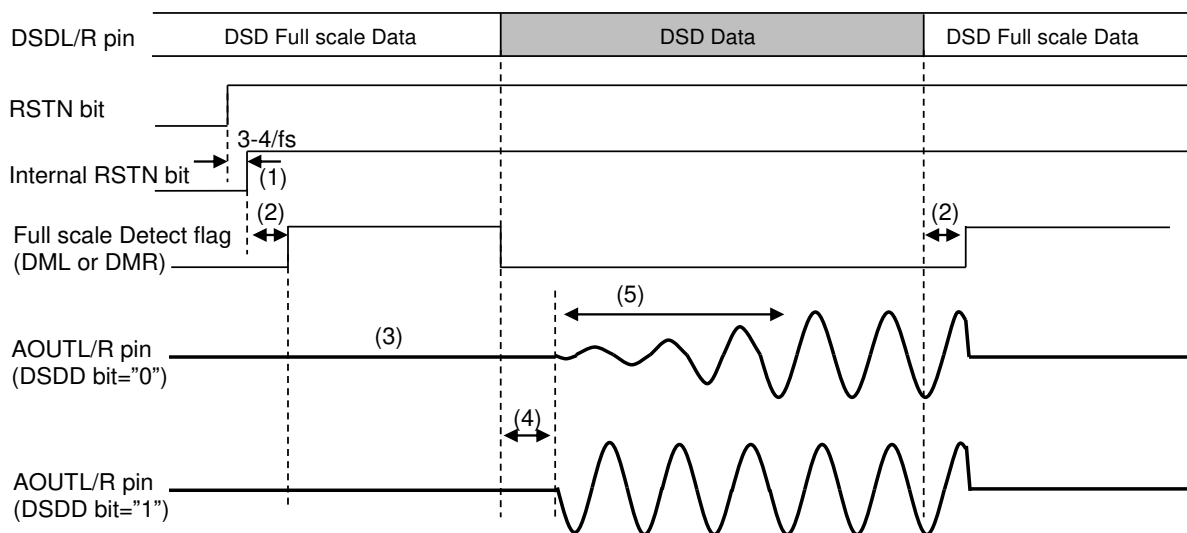 DSDL/R pin
DSD Full scale Data
DSD Data
DSD Full scale Data
RSTN bit
3-4/fs
Internal RSTN bit
(1)
(2)
(2)
Full scale Detect flag
(DML or DMR)
(5)
(3)
AOUTL/R pin
(DSDD bit=”0”)
(4)
AOUTL/R pin
(DSDD bit=”1”)